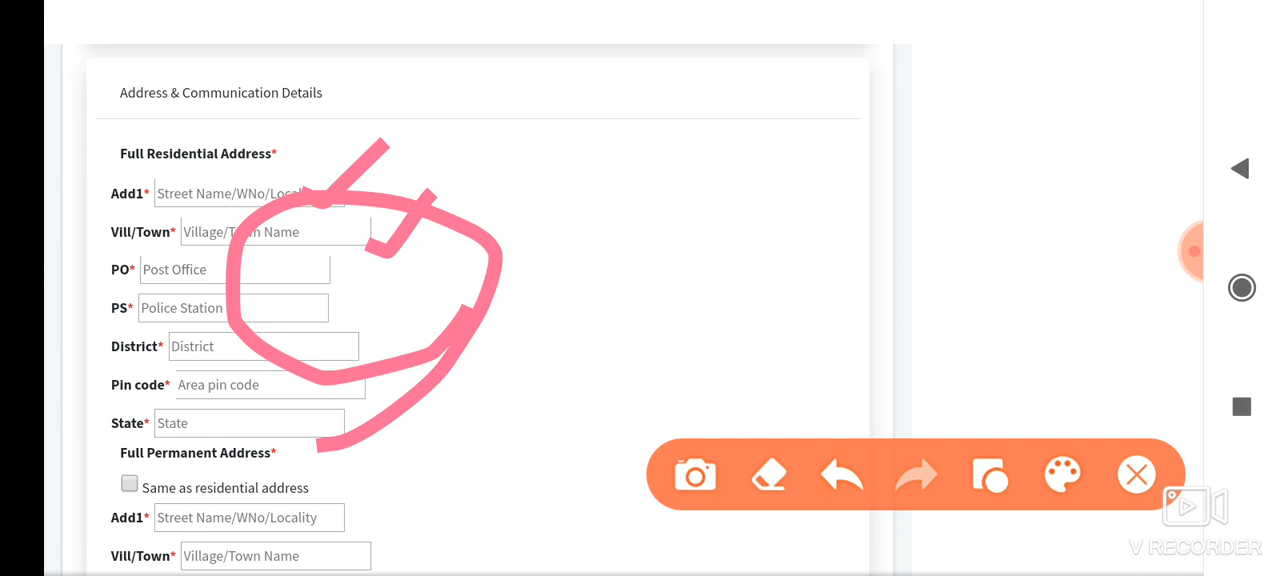 Address & Communication Details
Full Residential Address*
Add1* Street Name/WNo/Local
Vill/Town* Village/Town Name
PO* Post Office
PS* Police Station
District* District
Pin code* Area pin code
State* State
Full Permanent Address*
Same as residential address
Add1* Street Name/WNo/Locality
Vill/Town* Village/Town Name
V RECORDER